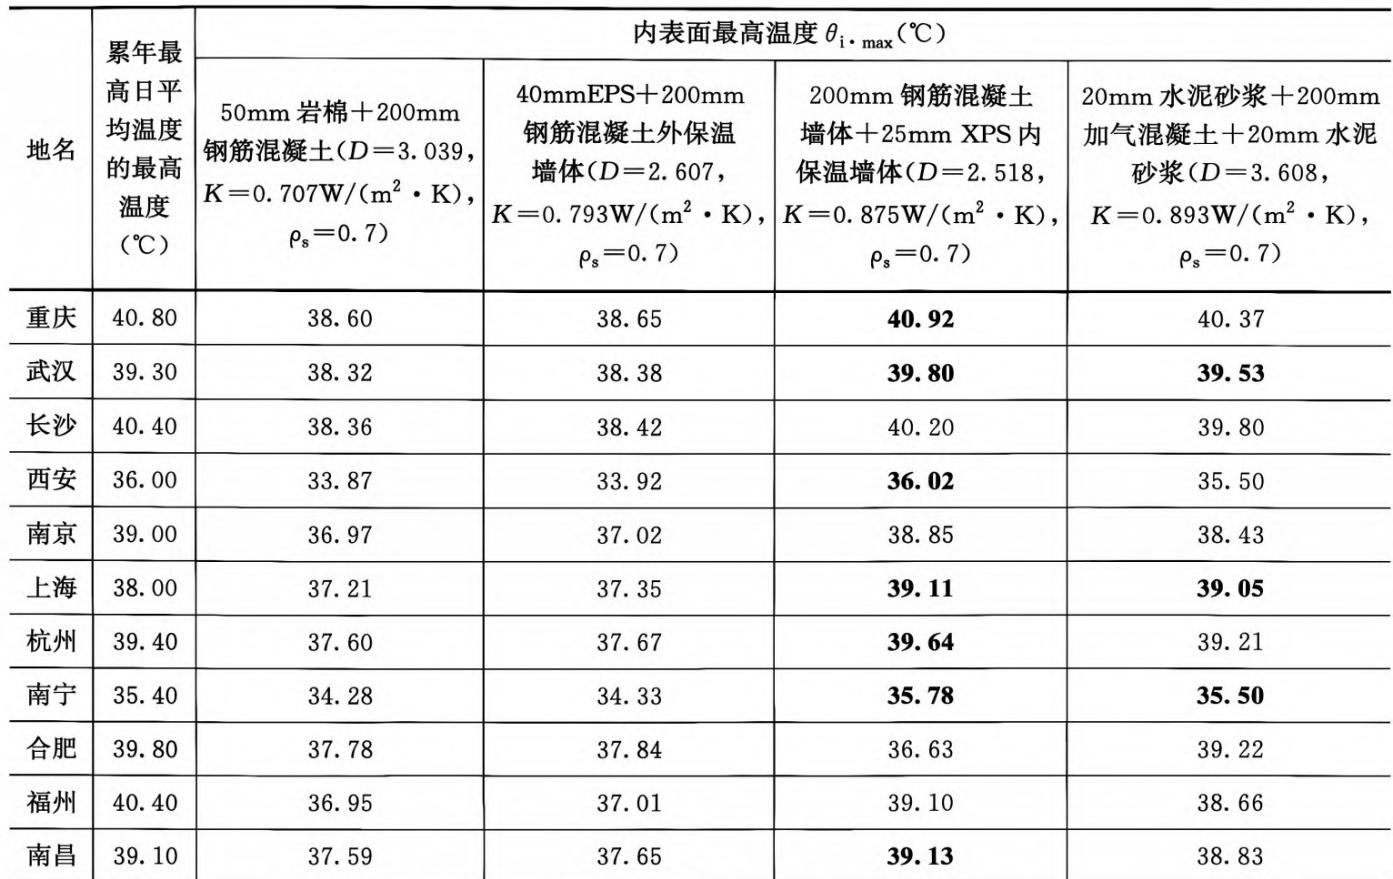 地名
累年最
高日平
均温度
的最高
温度
(℃)
内表面最高温度 θi.max(℃)
50mm 岩棉+200mm
钢筋混凝土(D=3.039,
K=0.707W/(m²·K),
ρs=0.7)
40mmEPS+200mm
钢筋混凝土外保温
墙体(D=2.607,
K=0.793W/(m²·K),
ρs=0.7)
200mm 钢筋混凝土
墙体+25mm XPS 内
保温墙体(D=2.518,
K=0.875W/(m²·K),
ρs=0.7)
20mm 水泥砂浆+200mm
加气混凝土+20mm 水泥
砂浆(D=3.608,
K=0.893W/(m²·K),
ρs=0.7)
重庆 40.80 38.60 38.65 40.92 40.37
武汉 39.30 38.32 38.38 39.80 39.53
长沙 40.40 38.36 38.42 40.20 39.80
西安 36.00 33.87 33.92 36.02 35.50
南京 39.00 36.97 37.02 38.85 38.43
上海 38.00 37.21 37.35 39.11 39.05
杭州 39.40 37.60 37.67 39.64 39.21
南宁 35.40 34.28 34.33 35.78 35.50
合肥 39.80 37.78 37.84 36.63 39.22
福州 40.40 36.95 37.01 39.10 38.66
南昌 39.10 37.59 37.65 39.13 38.83